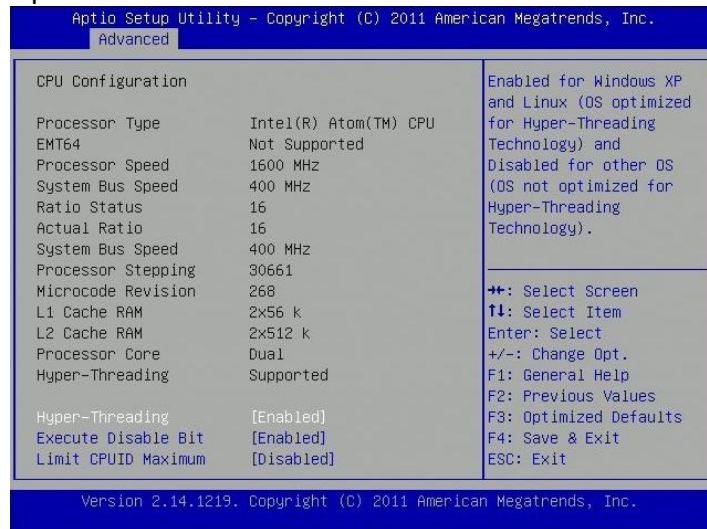 Aptio Setup Utility – Copyright (C) 2011 American Megatrends, Inc.
Advanced
CPU Configuration
Processor Type Intel(R) Atom(TM) CPU
EMT64 Not Supported
Processor Speed 1600 MHz
System Bus Speed 400 MHz
Ratio Status 16
Actual Ratio 16
System Bus Speed 400 MHz
Processor Stepping 30661
Microcode Revision 268
L1 Cache RAM 2x56 k
L2 Cache RAM 2x512 k
Processor Core Dual
Hyper-Threading Supported
Hyper-Threading [Enabled]
Execute Disable Bit [Enabled]
Limit CPUID Maximum [Disabled]
Enabled for Windows XP
and Linux (OS optimized
for Hyper-Threading
Technology) and
Disabled for other OS
(OS not optimized for
Hyper-Threading
Technology).
→←: Select Screen
↑↓: Select Item
Enter: Select
+/-: Change Opt.
F1: General Help
F2: Previous Values
F3: Optimized Defaults
F4: Save & Exit
ESC: Exit
Version 2.14.1219. Copyright (C) 2011 American Megatrends, Inc.